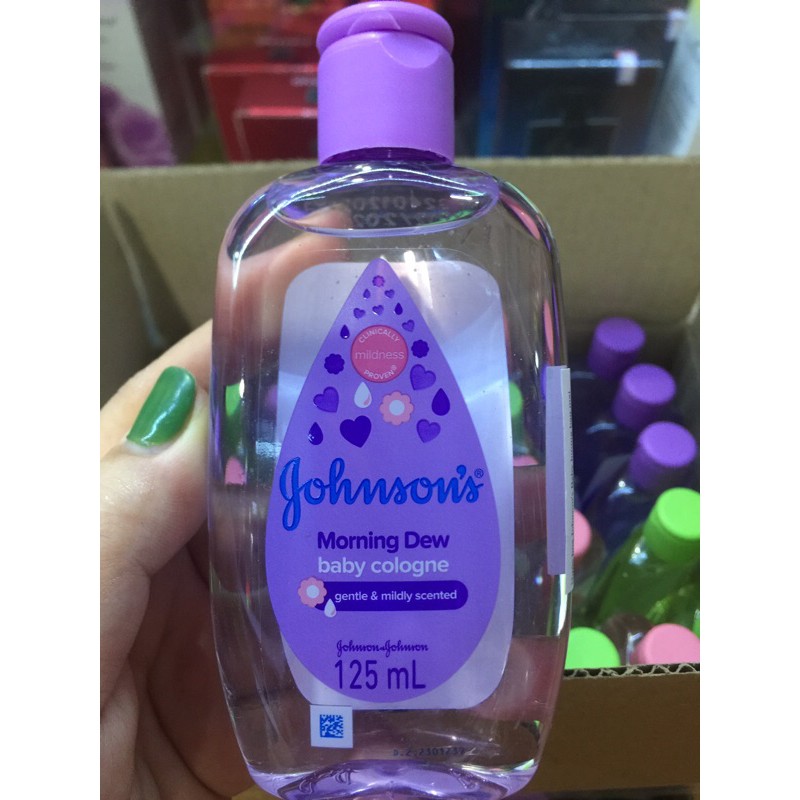 CLINICALLY
mildness
PROVEN®
Johnson's®
Morning Dew
baby cologne
gentle & mildly scented
Johnson & Johnson
125 mL